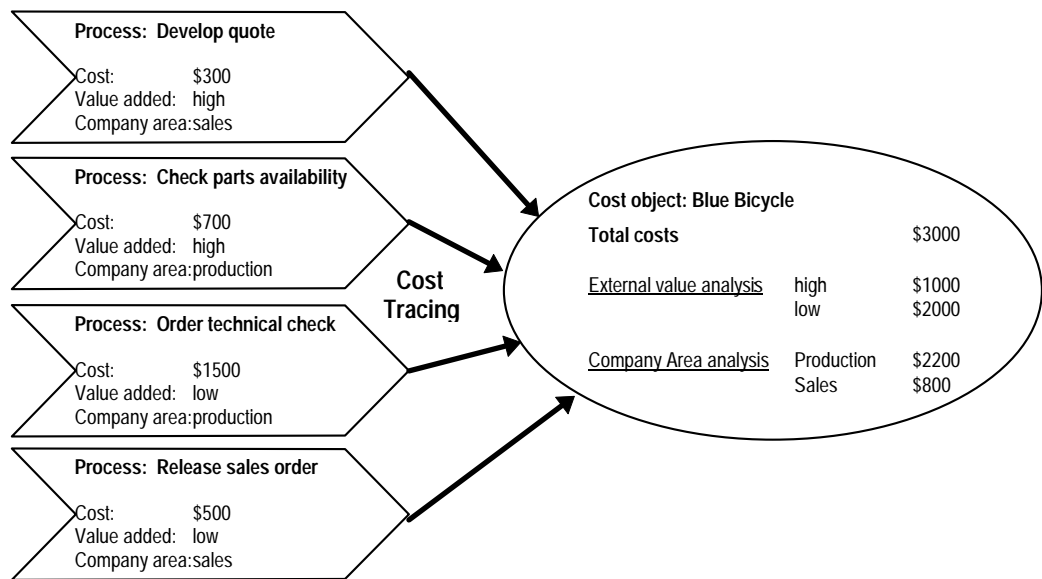 Process: Develop quote
Cost: $300
Value added: high
Company area:sales
Process: Check parts availability
Cost: $700
Value added: high
Company area:production
Process: Order technical check
Cost: $1500
Value added: low
Company area:production
Process: Release sales order
Cost: $500
Value added: low
Company area:sales
Cost
Tracing
Cost object: Blue Bicycle
Total costs $3000
External value analysis high $1000
low $2000
Company Area analysis Production $2200
Sales $800